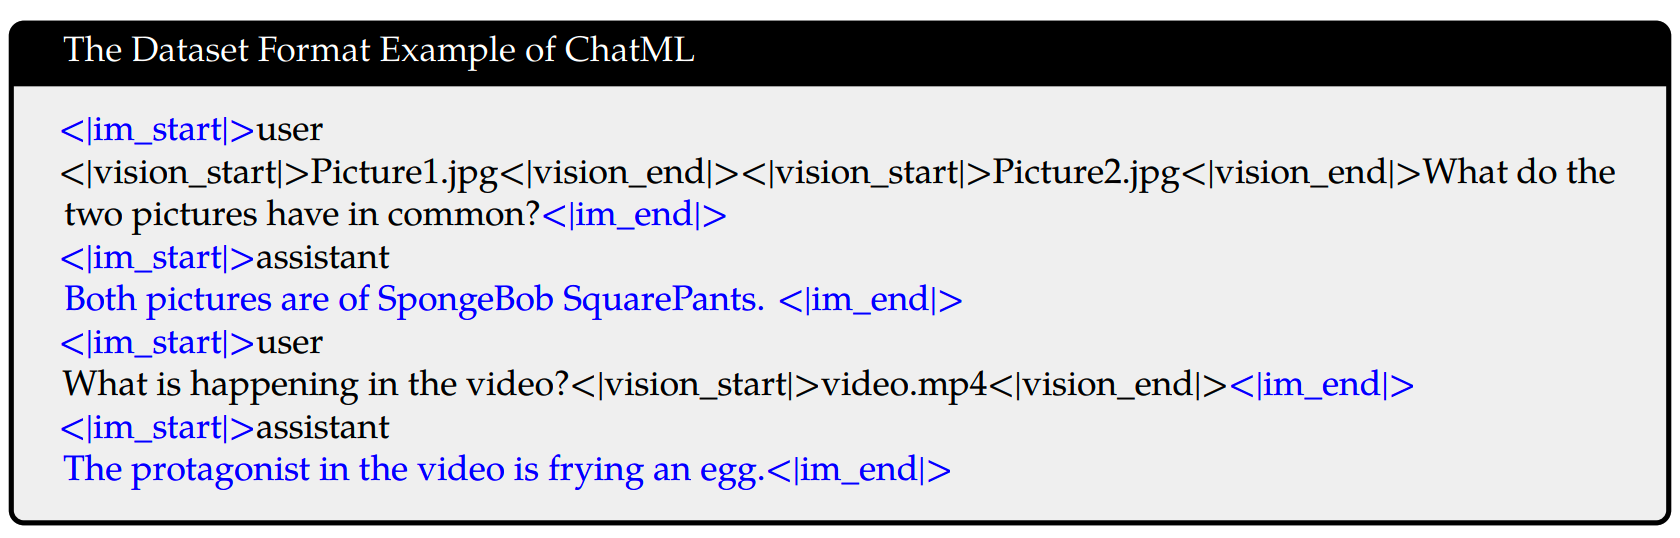 The Dataset Format Example of ChatML
<|im_start|>user
<|vision_start|>Picture1.jpg<|vision_end|><|vision_start|>Picture2.jpg<|vision_end|>What do the
two pictures have in common?<|im_end|>
<|im_start|>assistant
Both pictures are of SpongeBob SquarePants. <|im_end|>
<|im_start|>user
What is happening in the video?<|vision_start|>video.mp4<|vision_end|><|im_end|>
<|im_start|>assistant
The protagonist in the video is frying an egg.<|im_end|>